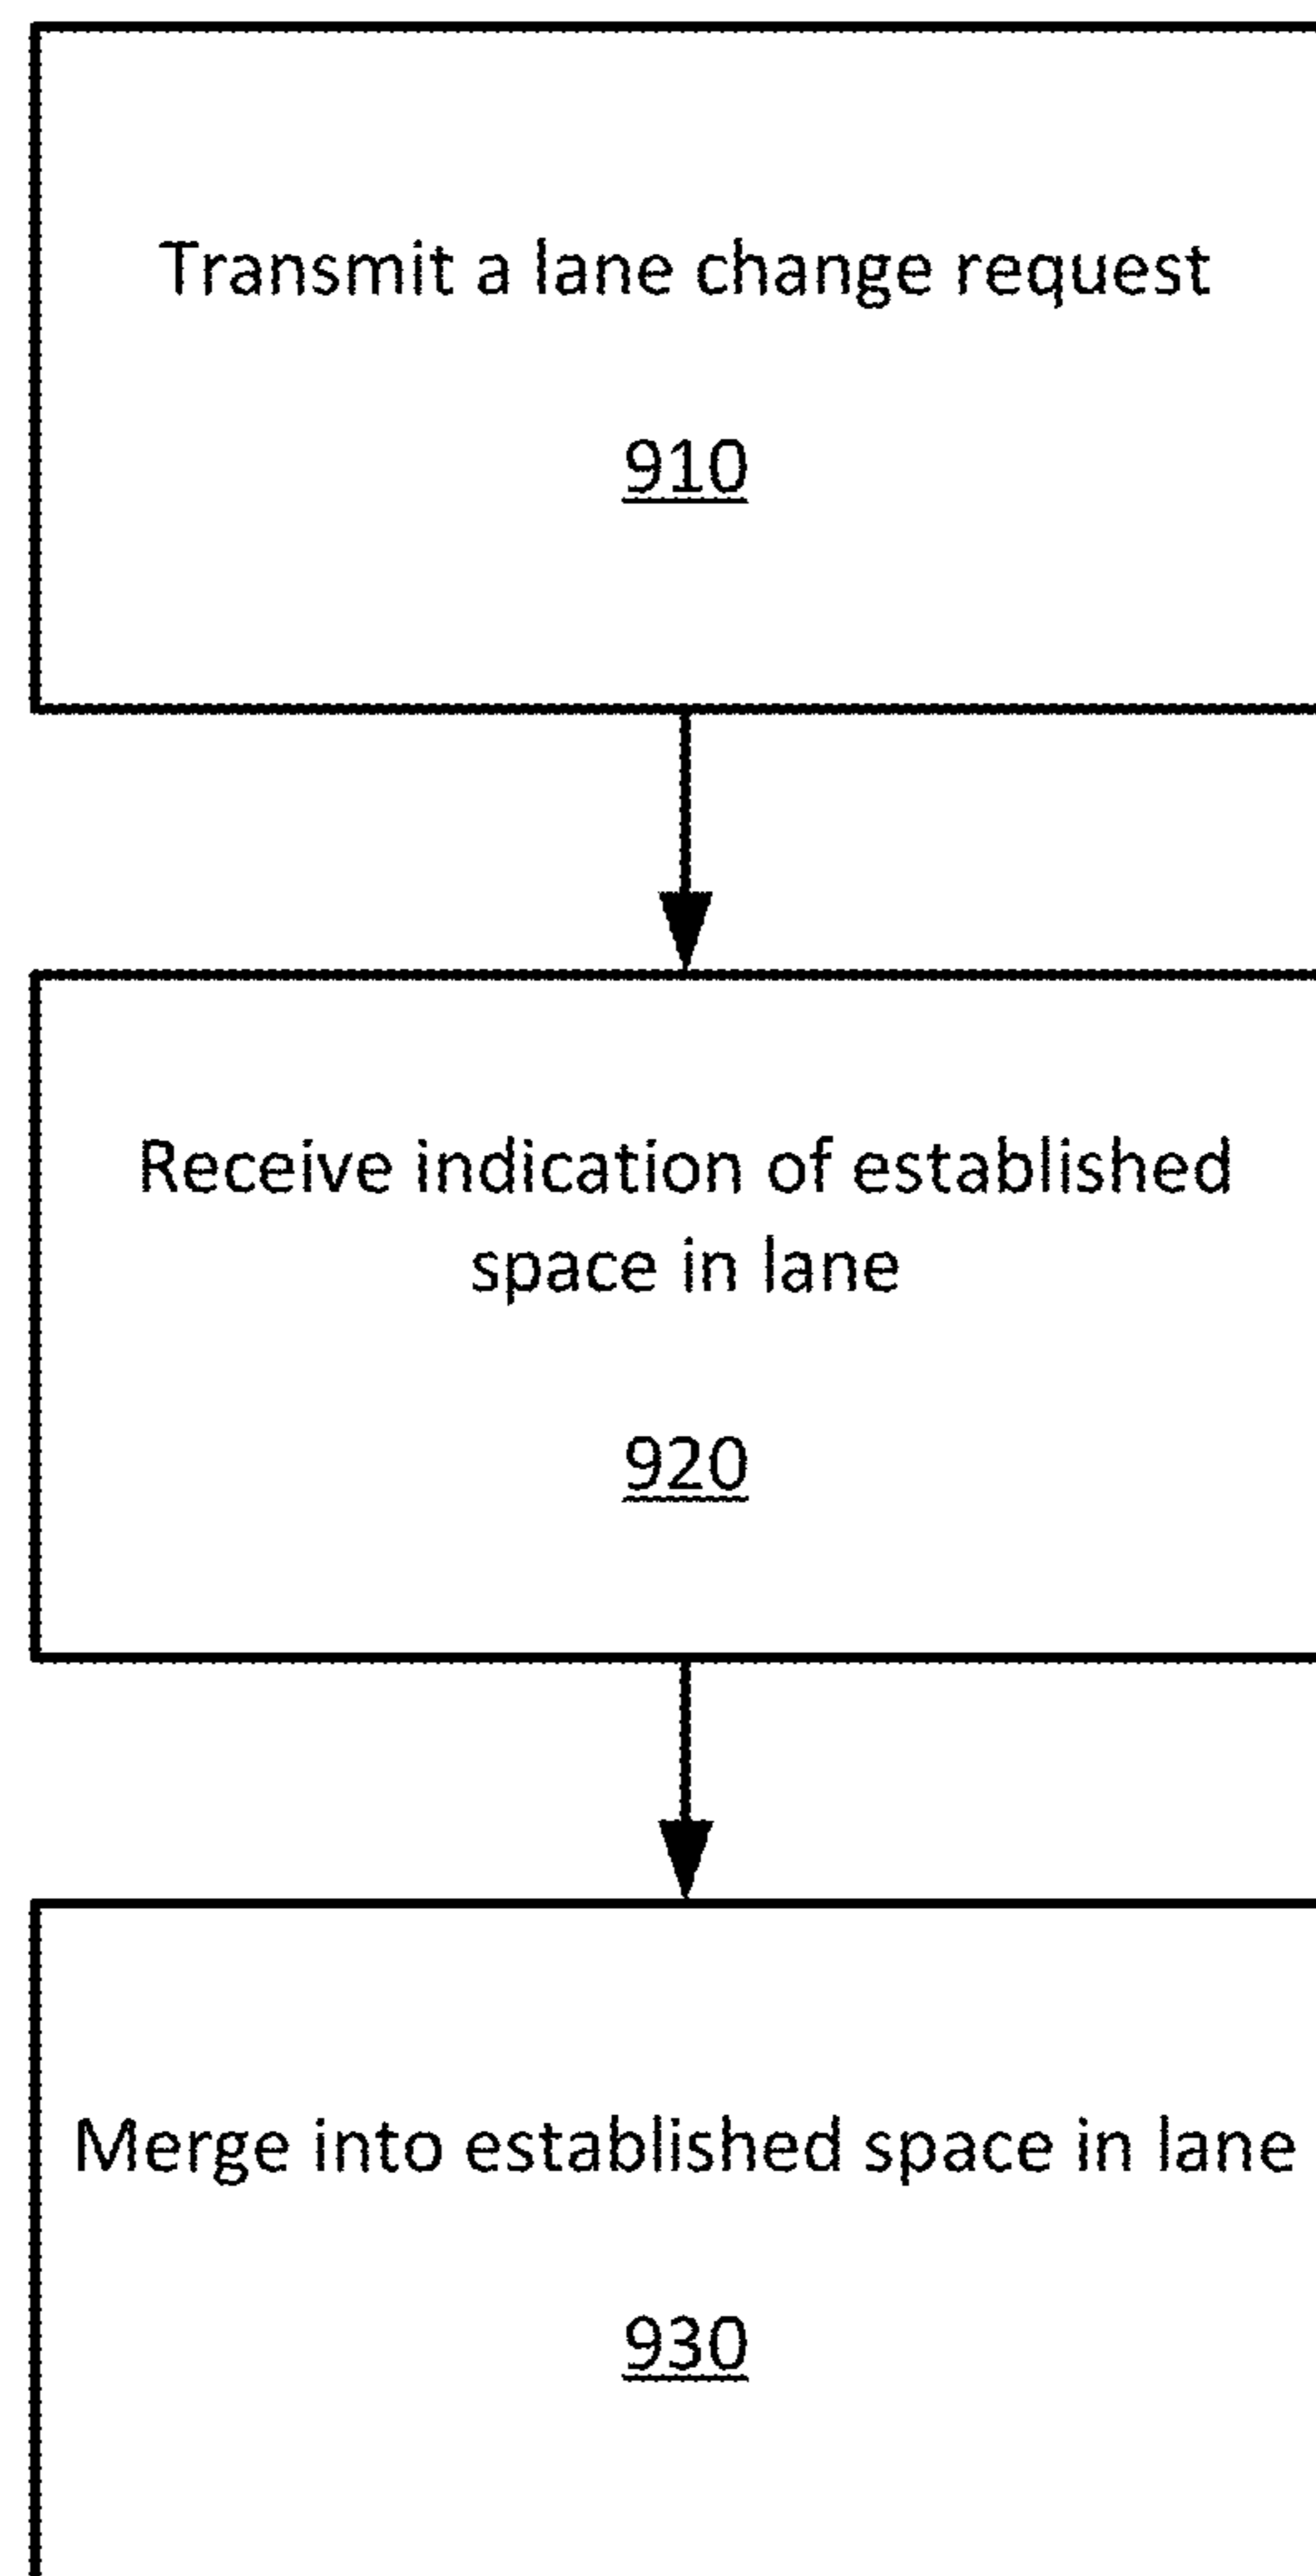 Transmit a lane change request
910
Receive indication of established
space in lane
920
Merge into established space in lane
930